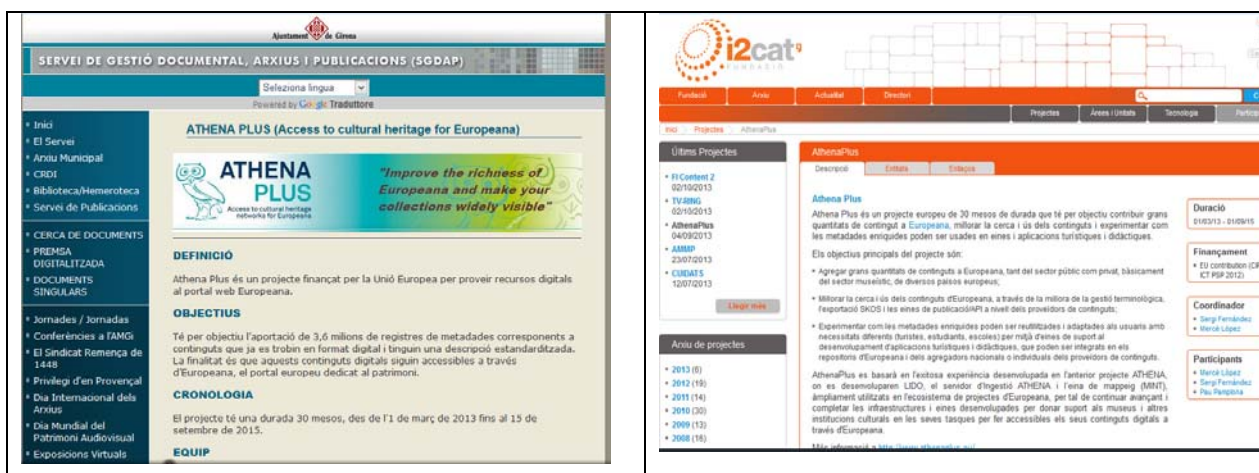 Ajuntament de Girona
SERVEI DE GESTIÓ DOCUMENTAL, ARXIUS I PUBLICACIONS (SGDAP)
Seleziona lingua
Powered by Google Traduttore
Inici
El Servei
Arxiu Municipal
CRDI
Biblioteca/Hemeroteca
Servei de Publicacions
CERCA DE DOCUMENTS
PREMSA
DIGITALITZADA
DOCUMENTS
SINGULARS
Jornades / Jornadas
Conferències a l'AMGi
El Sindicat Remença de
1448
Privilegi d'en Provençal
Dia Internacional dels
Arxius
Dia Mundial del
Patrimoni Audiovisual
Exposicions Virtuals
ATHENA PLUS (Access to cultural heritage for Europeana)
ATHENA
PLUS
Access to cultural heritage
networks for Europeana
"Improve the richness of
Europeana and make your
collections widely visible"
DEFINICIÓ
Athena Plus és un projecte finançat per la Unió Europea per proveir recursos digitals
al portal web Europeana.
OBJECTIUS
Té per objectiu l'aportació de 3,6 milions de registres de metadades corresponents a
continguts que ja es trobin en format digital i tinguin una descripció estandarditzada.
La finalitat és que aquests continguts digitals siguin accessibles a través
d'Europeana, el portal europeu dedicat al patrimoni.
CRONOLOGIA
El projecte té una durada 30 mesos, des de l'1 de març de 2013 fins al 15 de
setembre de 2015.
EQUIP
i2cat
FUNDACIÓ
Fundació Arxiu Actualitat Directori
Projectes Àrees i Unitats Tecnologia
Inici Projectes AthenaPlus
Últims Projectes
FI Content 2
02/10/2013
TV-RING
02/10/2013
AthenaPlus
04/09/2013
AMMP
23/07/2013
CUIDATS
12/07/2013
Llegir més
Arxiu de projectes
2013 (6)
2012 (19)
2011 (14)
2010 (30)
2009 (13)
2008 (16)
AthenaPlus
Descripció Entitats Enllaços
Athena Plus
Athena Plus és un projecte europeu de 30 mesos de durada que té per objectiu contribuir grans
quantitats de contingut a Europeana, millorar la cerca i ús dels continguts i experimentar com
les metadades enriquides poden ser usades en eines i aplicacions turístiques i didàctiques.
Els objectius principals del projecte són:
Agregar grans quantitats de continguts a Europeana, tant del sector públic com privat, bàsicament
del sector museístic, de diversos països europeus;
Millorar la cerca i ús dels continguts d'Europeana, a través de la millora de la gestió terminològica,
l'exportació SKOS i les eines de publicació/API a nivell dels proveïdors de continguts;
Experimentar com les metadades enriquides poden ser reutilitzades i adaptades als usuaris amb
necessitats diferents (turistes, estudiants, escoles) per mitjà d'eines de suport al
desenvolupament d'aplicacions turístiques i didàctiques, que poden ser integrats en els
repositoris d'Europeana i dels agregadors nacionals o individuals dels proveïdors de continguts.
AthenaPlus es basarà en l'exitosa experiència desenvolupada en l'anterior projecte ATHENA,
on es desenvoluparen LIDO, el servidor d'ingestió ATHENA i l'eina de mappeig (MINT),
àmpliament utilitzats en l'ecosistema de projectes d'Europeana, per tal de continuar avançant i
completar les infraestructures i eines desenvolupades per donar suport als museus i altres
institucions culturals en les seves tasques per fer accessibles els seus continguts digitals a
través d'Europeana.
Més informació a http://www.athenaplus.eu/
Duració
01/03/13 - 01/09/15
Finançament
EU contribution
ICT PSP 2012)
Coordinador
Sergi Fernández
Mercè López
Participants
Mercè López
Sergi Fernández
Pau Pamplona